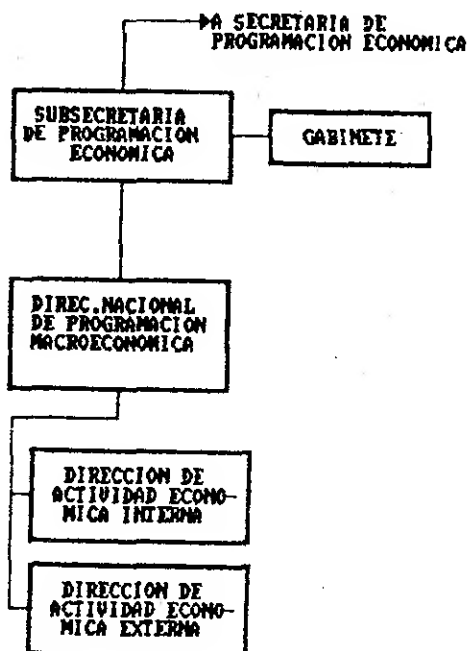 A SECRETARIA DE
PROGRAMACION ECONOMICA
SUBSECRETARIA
DE PROGRAMACION
ECONOMICA
GABINETE
DIREC.NACIONAL
DE PROGRAMACION
MACROECONOMICA
DIRECCION DE
ACTIVIDAD ECONO-
MICA INTERNA
DIRECCION DE
ACTIVIDAD ECONO-
MICA EXTERNA